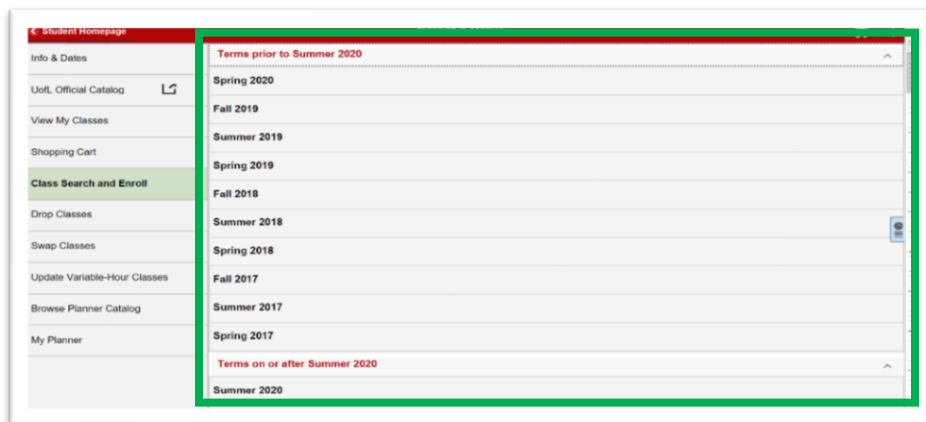 Student Homepage
Info & Dates
UofL Official Catalog
View My Classes
Shopping Cart
Class Search and Enroll
Drop Classes
Swap Classes
Update Variable-Hour Classes
Browse Planner Catalog
My Planner
Terms prior to Summer 2020
Spring 2020
Fall 2019
Summer 2019
Spring 2019
Fall 2018
Summer 2018
Spring 2018
Fall 2017
Summer 2017
Spring 2017
Terms on or after Summer 2020
Summer 2020